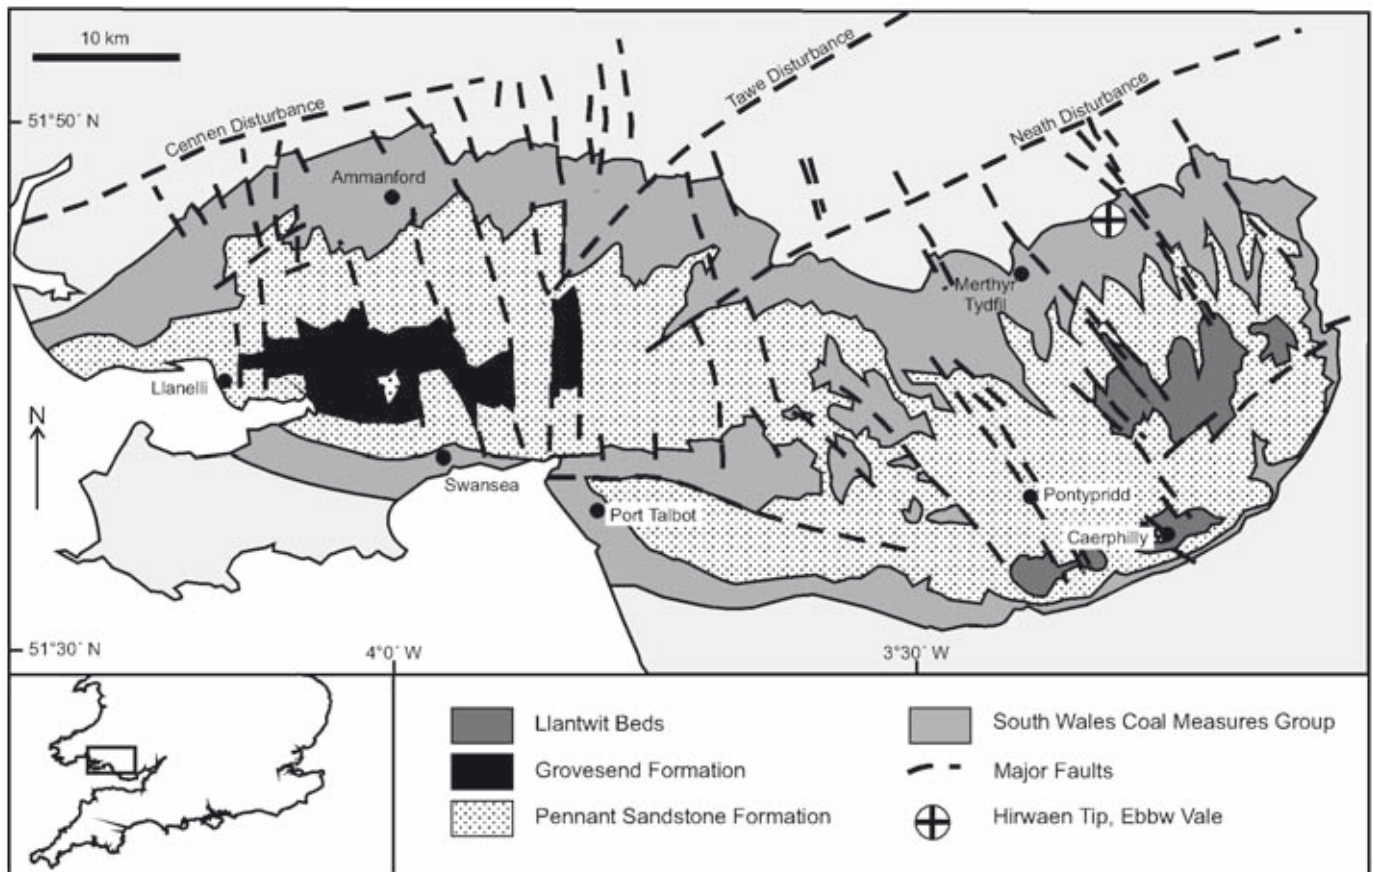 10 km
Tawe Disturbance
51°50´ N
Cennen Disturbance
Neath Disturbance
Ammanford
Merthyr
Tydfil
Llanelli
N
Swansea
Pontypridd
Port Talbot
Caerphilly
51°30´ N
4°0´ W
3°30´ W
Llantwit Beds
Grovesend Formation
Pennant Sandstone Formation
South Wales Coal Measures Group
Major Faults
Hirwaen Tip, Ebbw Vale